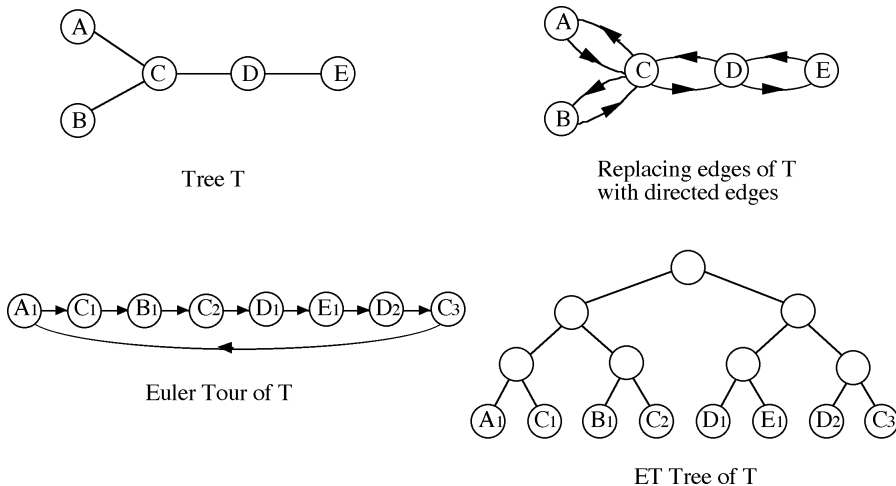 A
C
D
E
B
Tree T
A
C
D
E
B
Replacing edges of T
with directed edges
A1 C1 B1 C2 D1 E1 D2 C3
Euler Tour of T
A1 C1 B1 C2 D1 E1 D2 C3
ET Tree of T